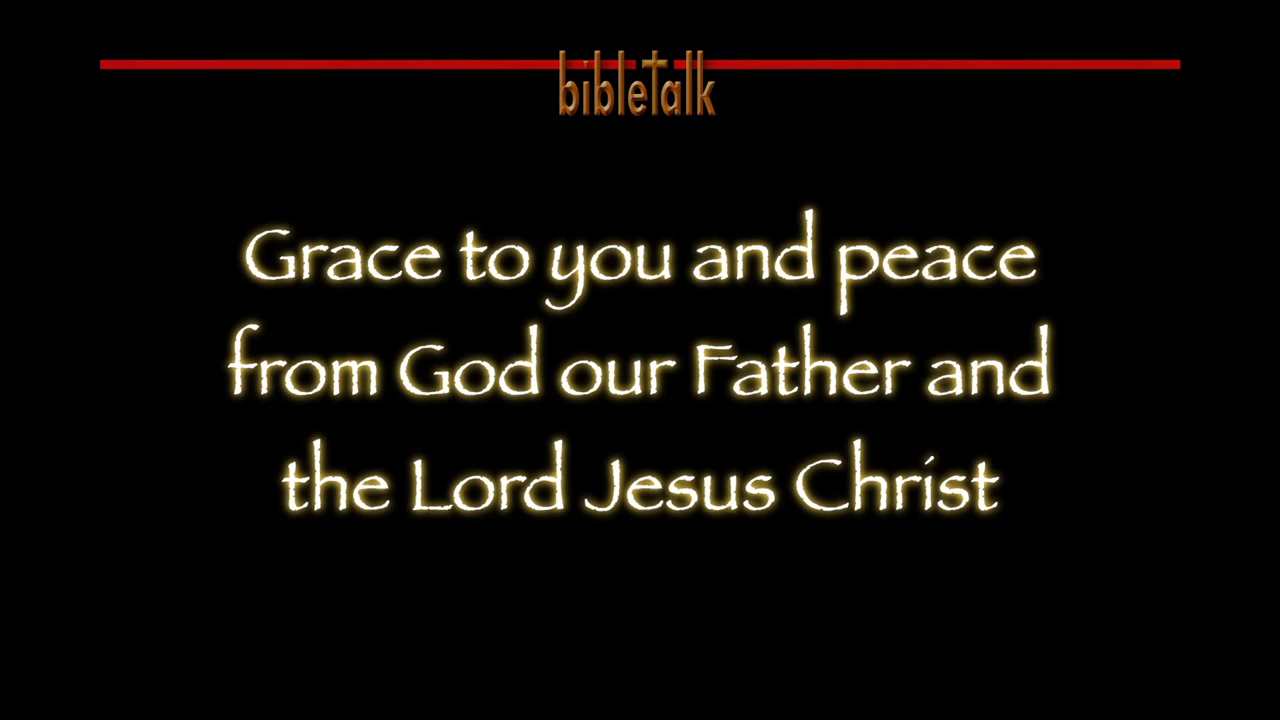 bibleTalk
Grace to you and peace
from God our Father and
the Lord Jesus Christ